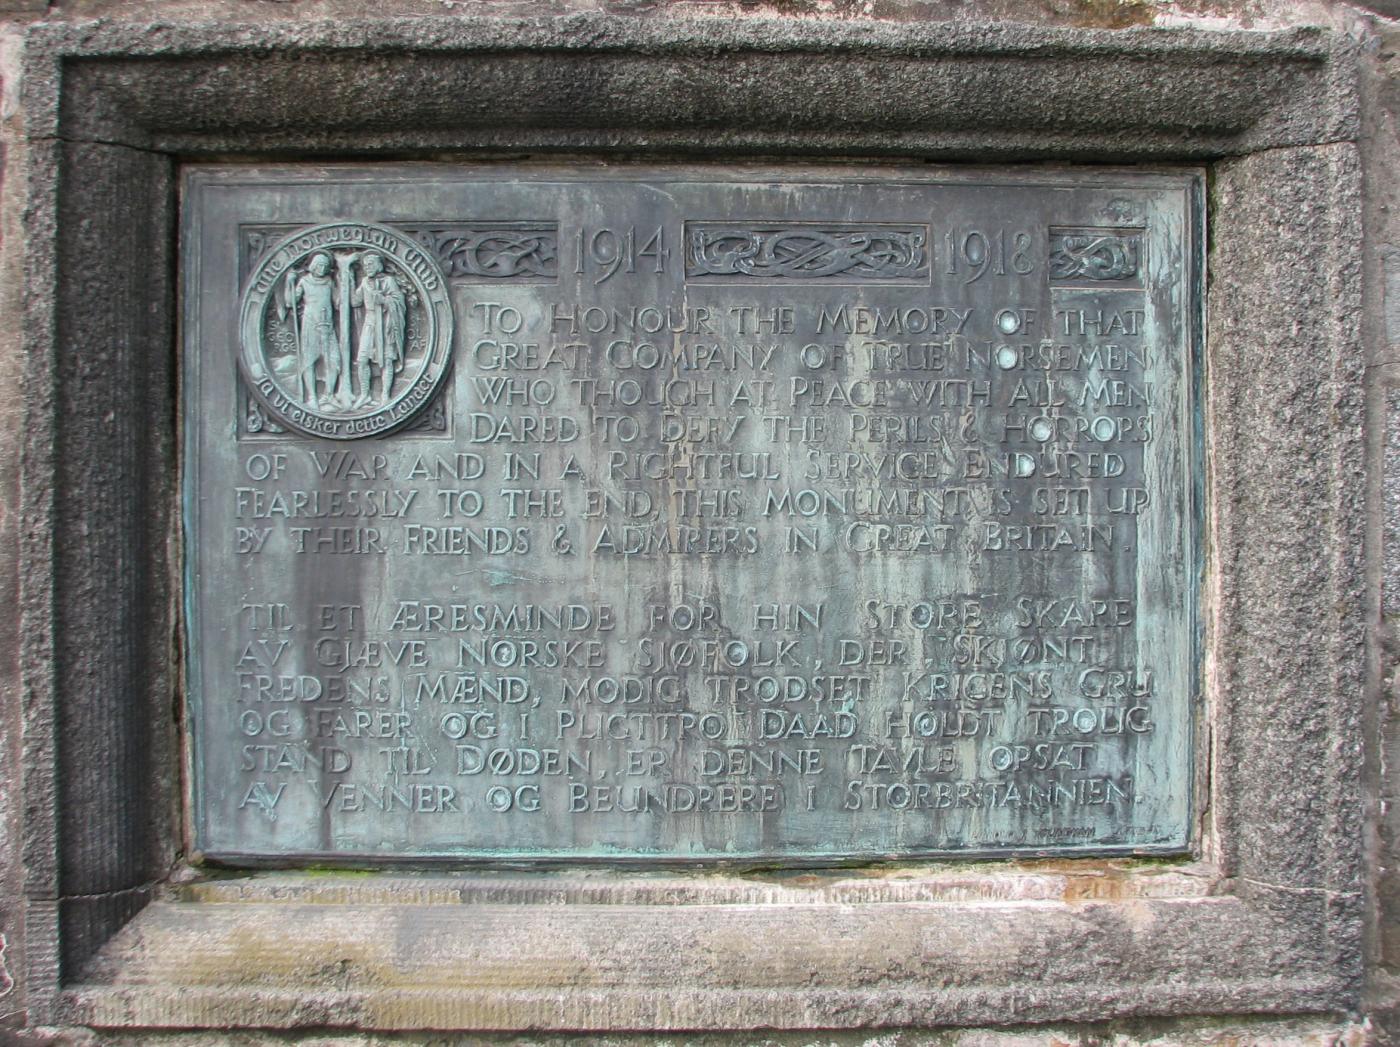 The Norwegian Club
Ja vi elsker dette Landet
1914 1918
TO HONOUR THE MEMORY OF THAT
GREAT COMPANY OF TRUE NORSEMEN
WHO THOUGH AT PEACE WITH ALL MEN
DARED TO DEFY THE PERILS & HORRORS
OF WAR AND IN A RIGHTFUL SERVICE ENDURED
FEARLESSLY TO THE END, THIS MONUMENT IS SET UP
BY THEIR FRIENDS & ADMIRERS IN GREAT BRITAIN.
TIL ET ÆRESMINDE FOR HIN STORE SKARE
AV GJÆVE NORSKE SJØFOLK, DER, SKJØNT
FREDENS MÆND, MODIG TRODSET KRIGENS GRU
OG FARER OG I PLIGTTRO DAAD HOLDT TROLIG
STAND TIL DØDEN, ER DENNE TAVLE OPSAT
AV VENNER OG BEUNDRERE I STORBRITANNIEN.